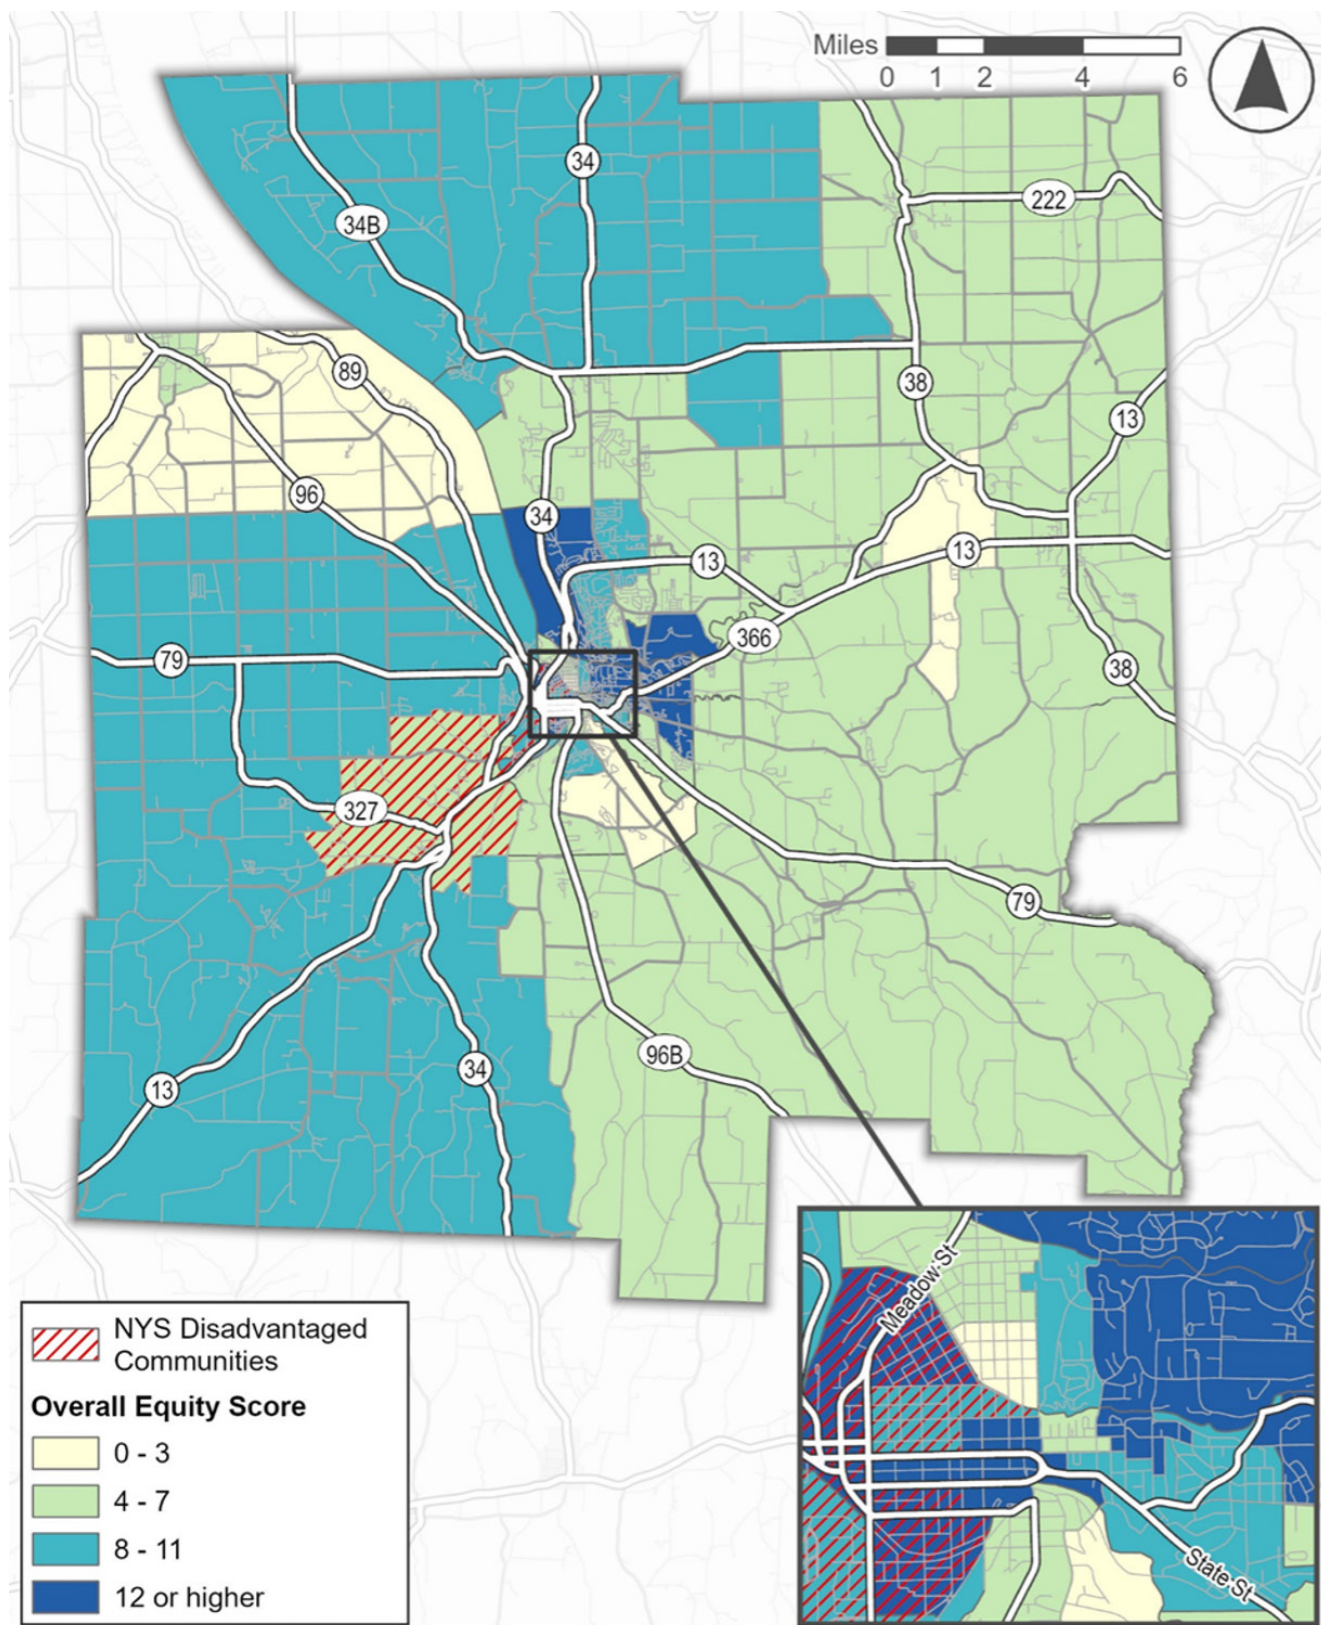 Miles
0 1 2 4 6
34
222
34B
89
38
13
96
34
13
13
366
79
38
327
79
96B
34
13
Meadow St
State St
NYS Disadvantaged
Communities
Overall Equity Score
0 - 3
4 - 7
8 - 11
12 or higher